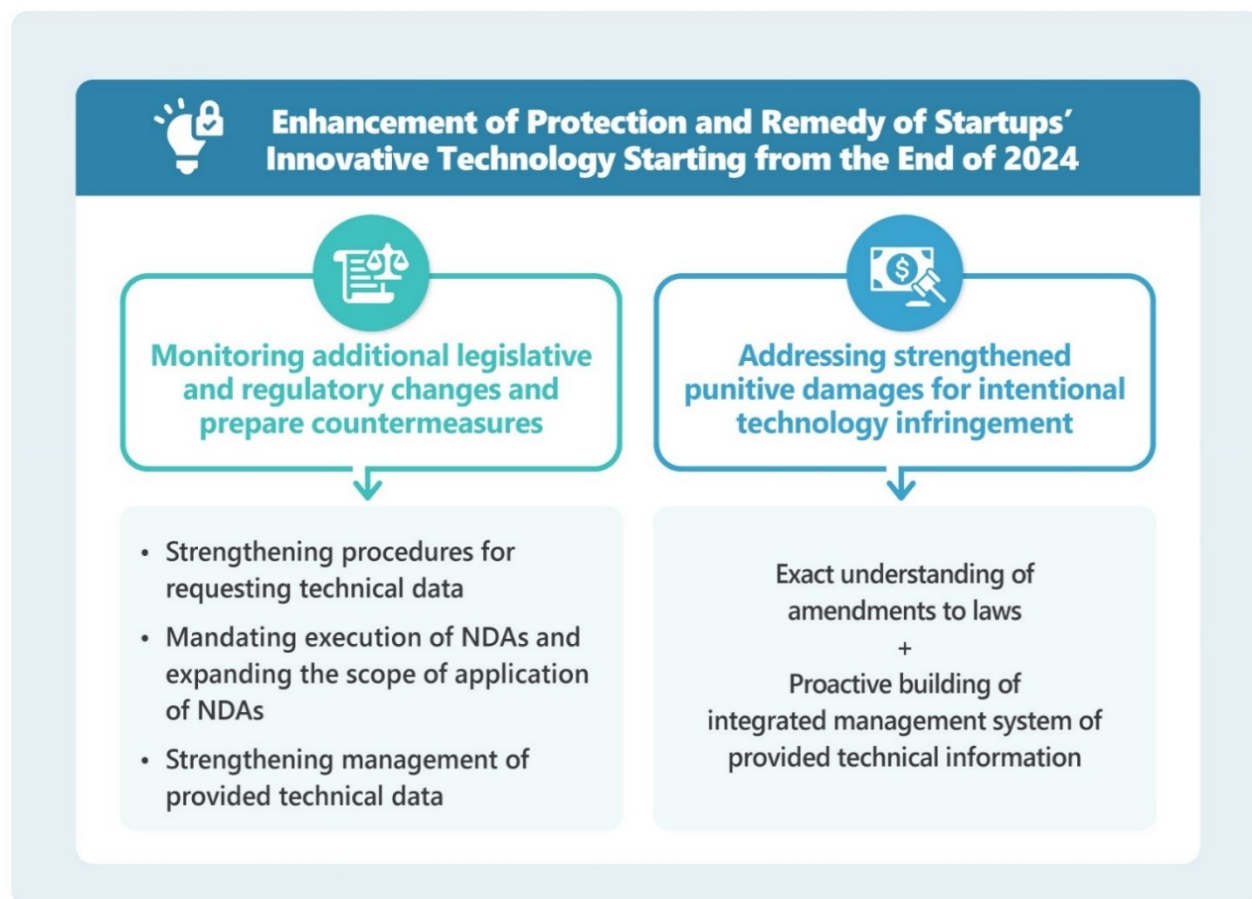 Enhancement of Protection and Remedy of Startups’
Innovative Technology Starting from the End of 2024
Monitoring additional legislative
and regulatory changes and
prepare countermeasures
• Strengthening procedures for
requesting technical data
• Mandating execution of NDAs and
expanding the scope of application
of NDAs
• Strengthening management of
provided technical data
$
Addressing strengthened
punitive damages for intentional
technology infringement
Exact understanding of
amendments to laws
+
Proactive building of
integrated management system of
provided technical information